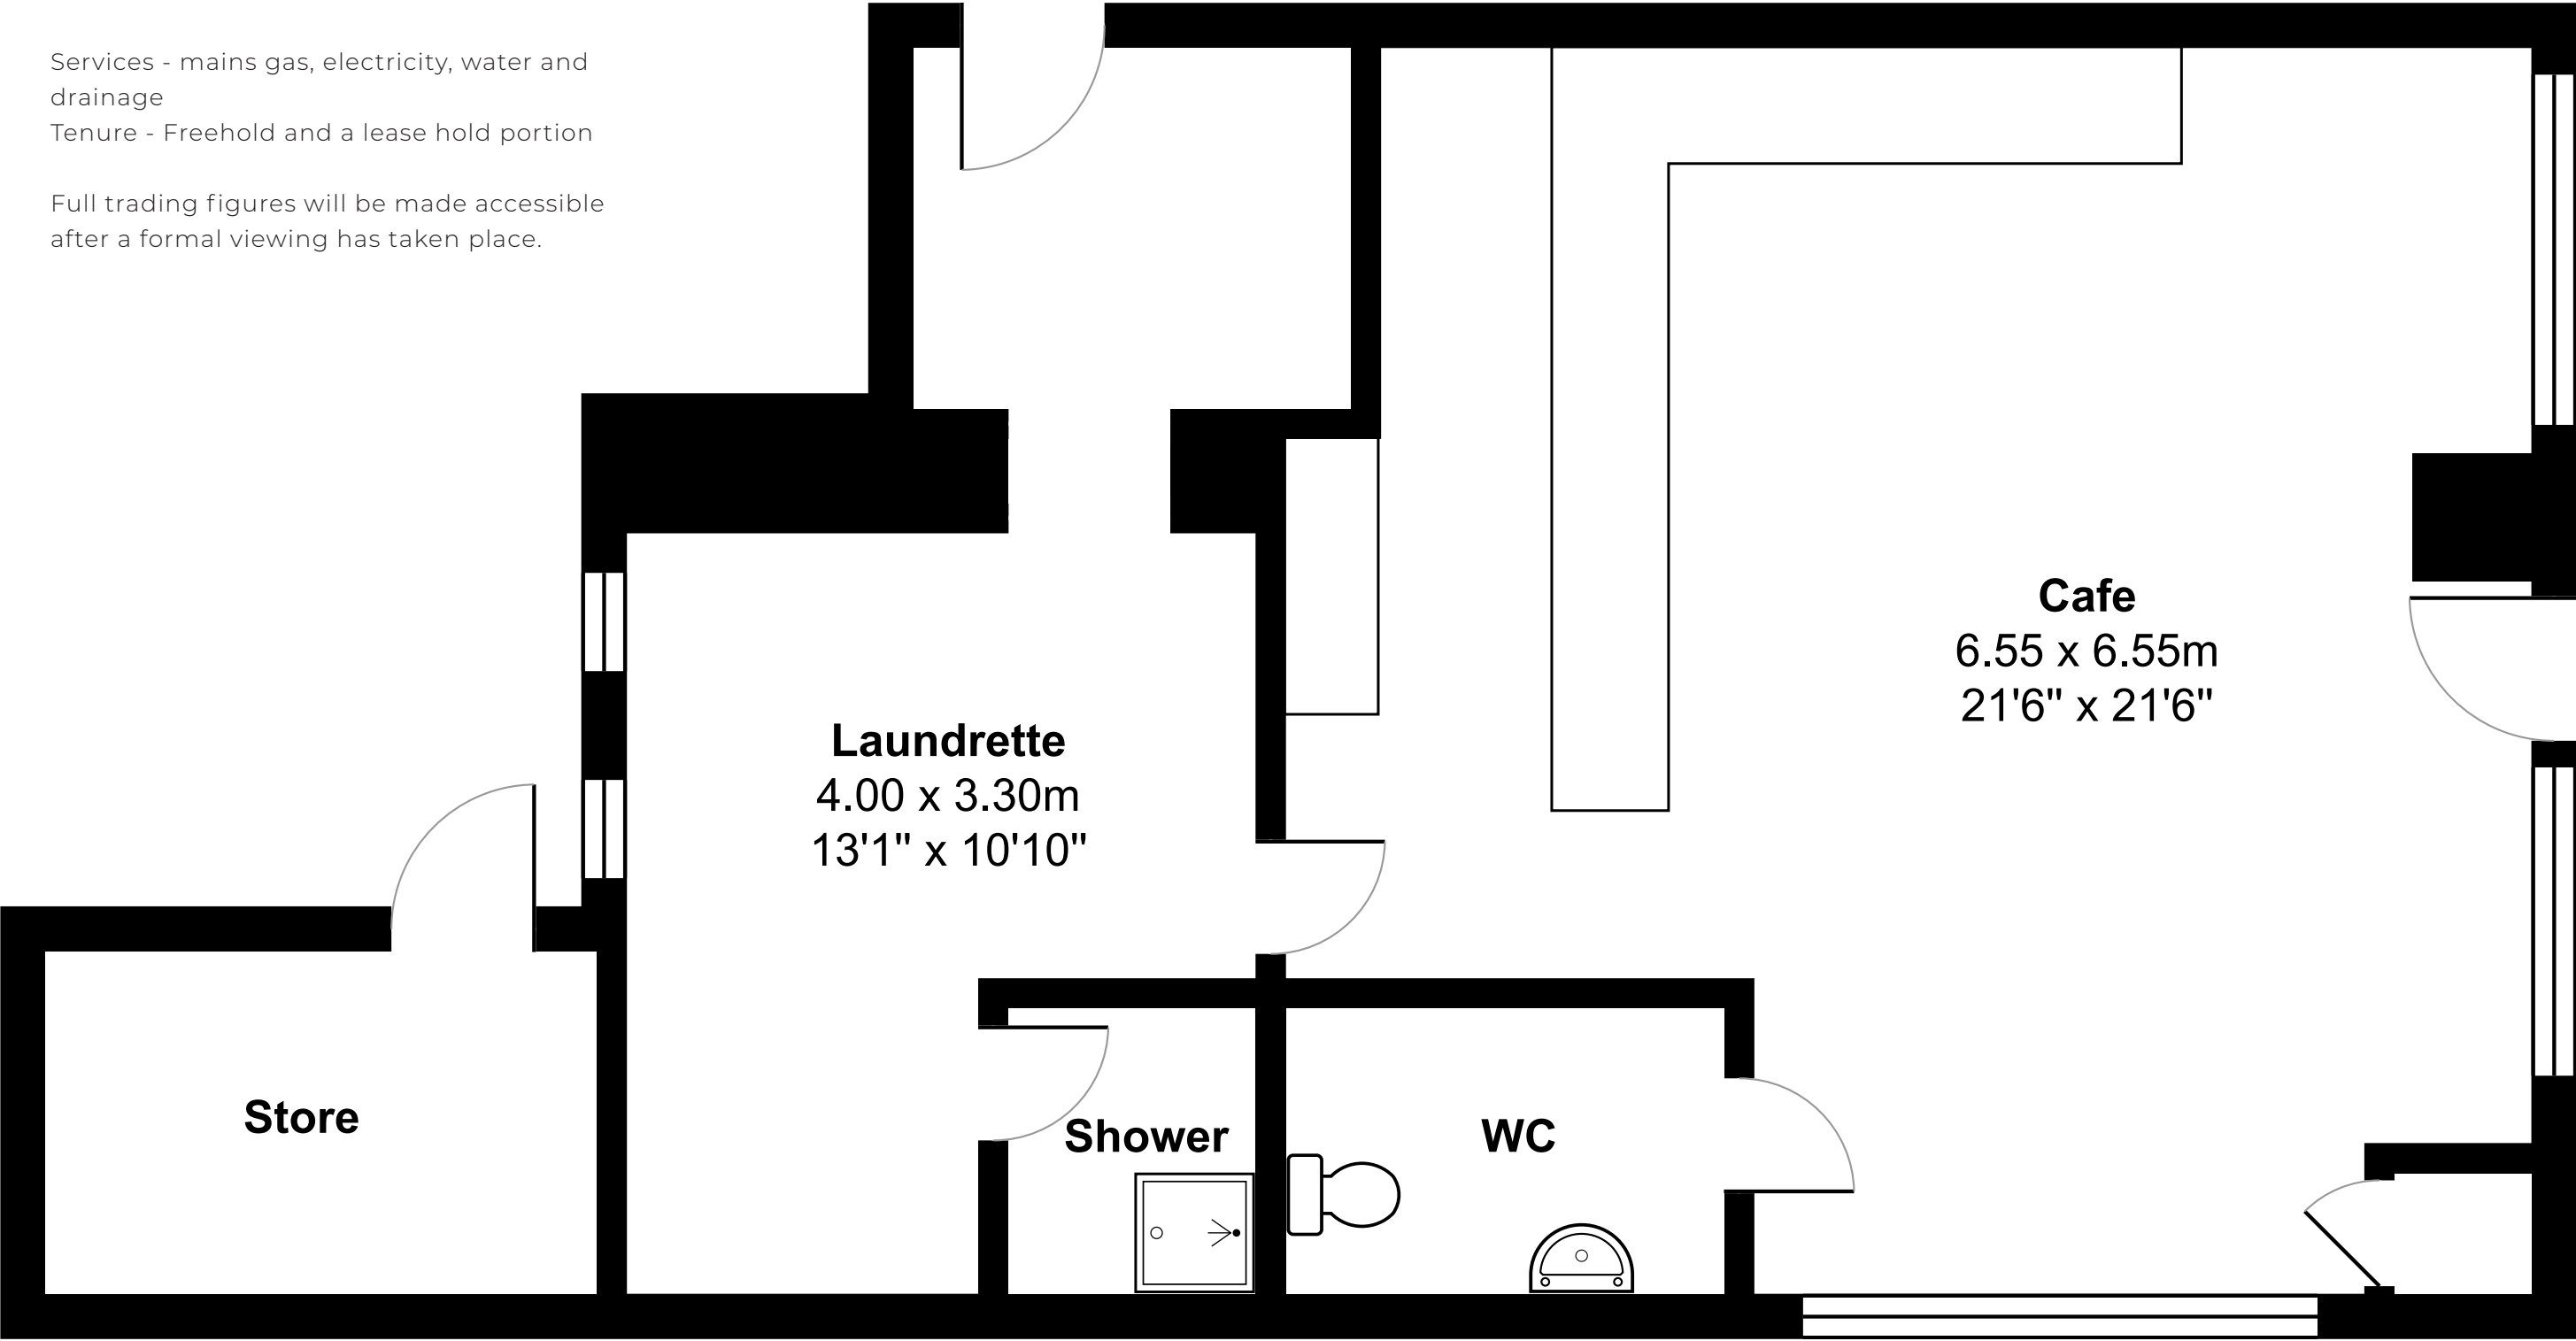 Services - mains gas, electricity, water and
drainage
Tenure - Freehold and a lease hold portion
Full trading figures will be made accessible
after a formal viewing has taken place.
Cafe
6.55 x 6.55m
21'6" x 21'6"
Laundrette
4.00 x 3.30m
13'1" x 10'10"
Store
Shower
WC